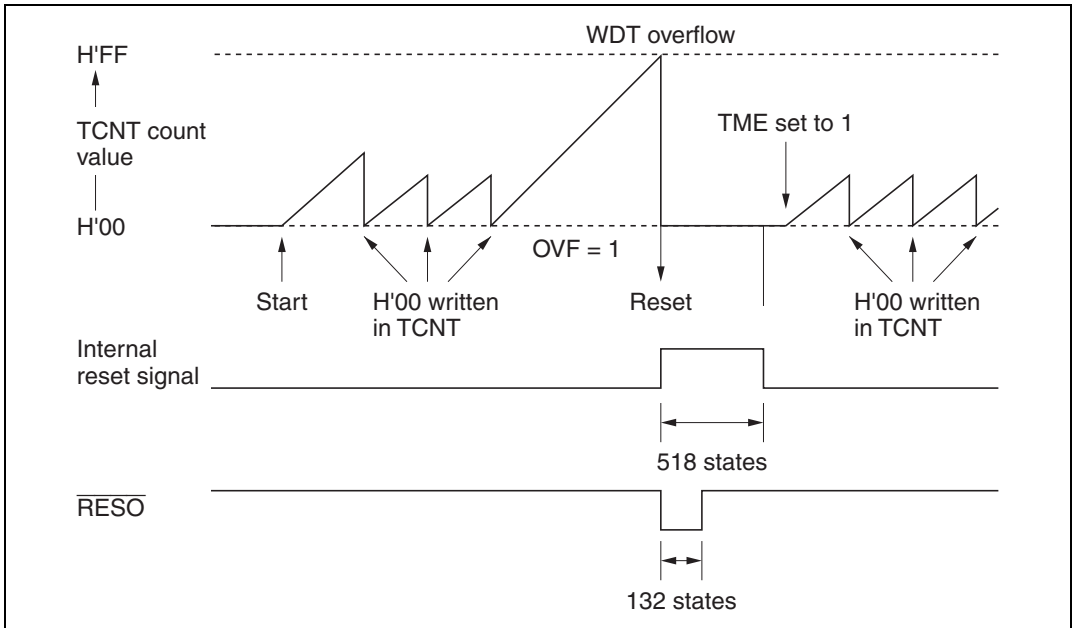 WDT overflow
H'FF
TME set to 1
TCNT count
value
H'00
OVF = 1
Start
H'00 written
in TCNT
Reset
H'00 written
in TCNT
Internal
reset signal
518 states
RESO
132 states